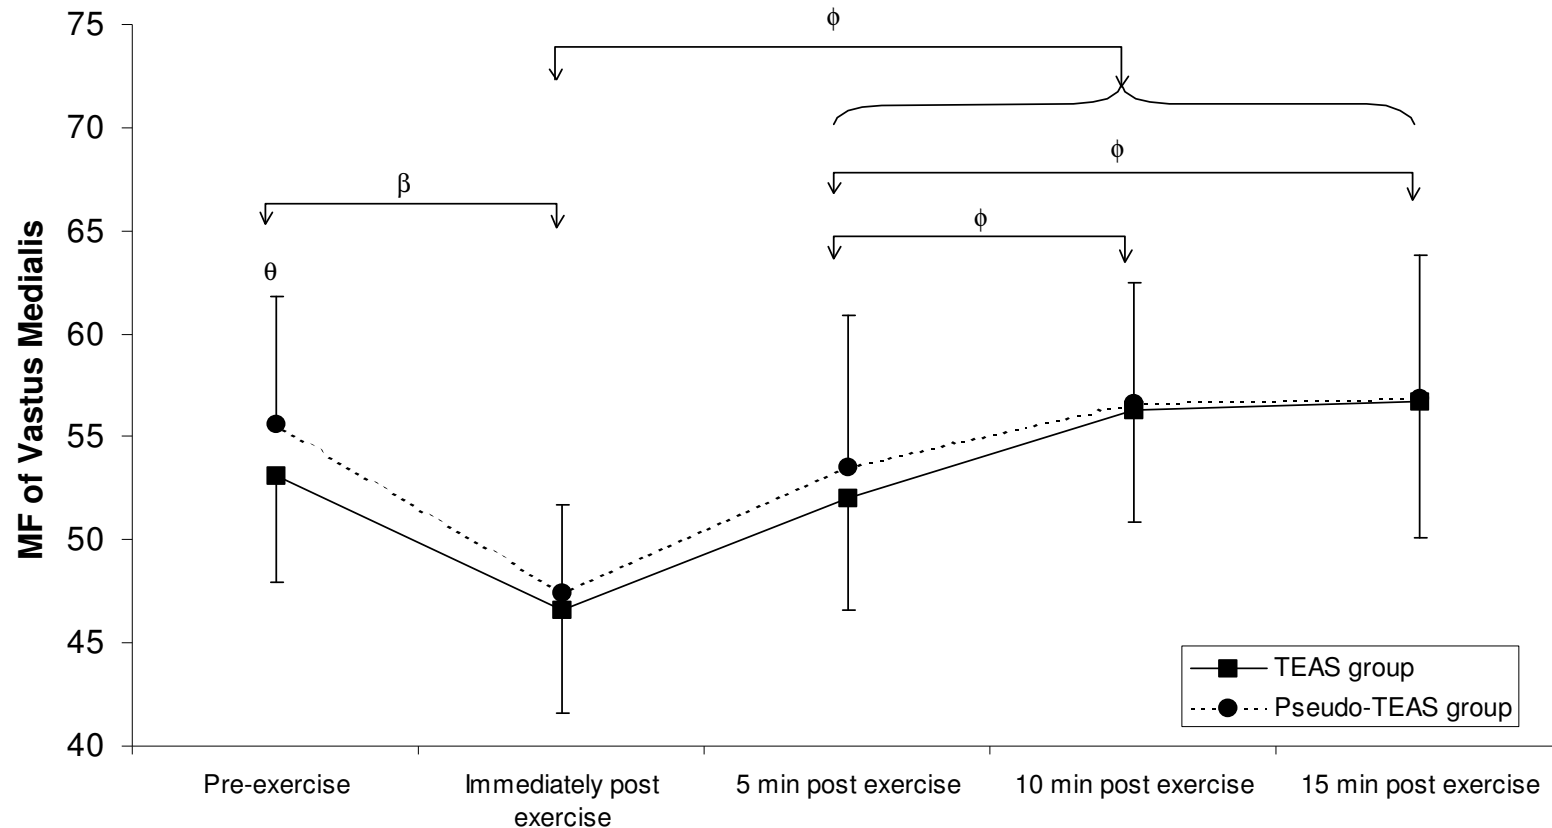 ϕ
75
70
ϕ
β
65
ϕ
θ
60
55
50
45
40
MF of Vastus Medialis
TEAS group
Pseudo-TEAS group
Pre-exercise
Immediately post
exercise
5 min post exercise
10 min post exercise
15 min post exercise